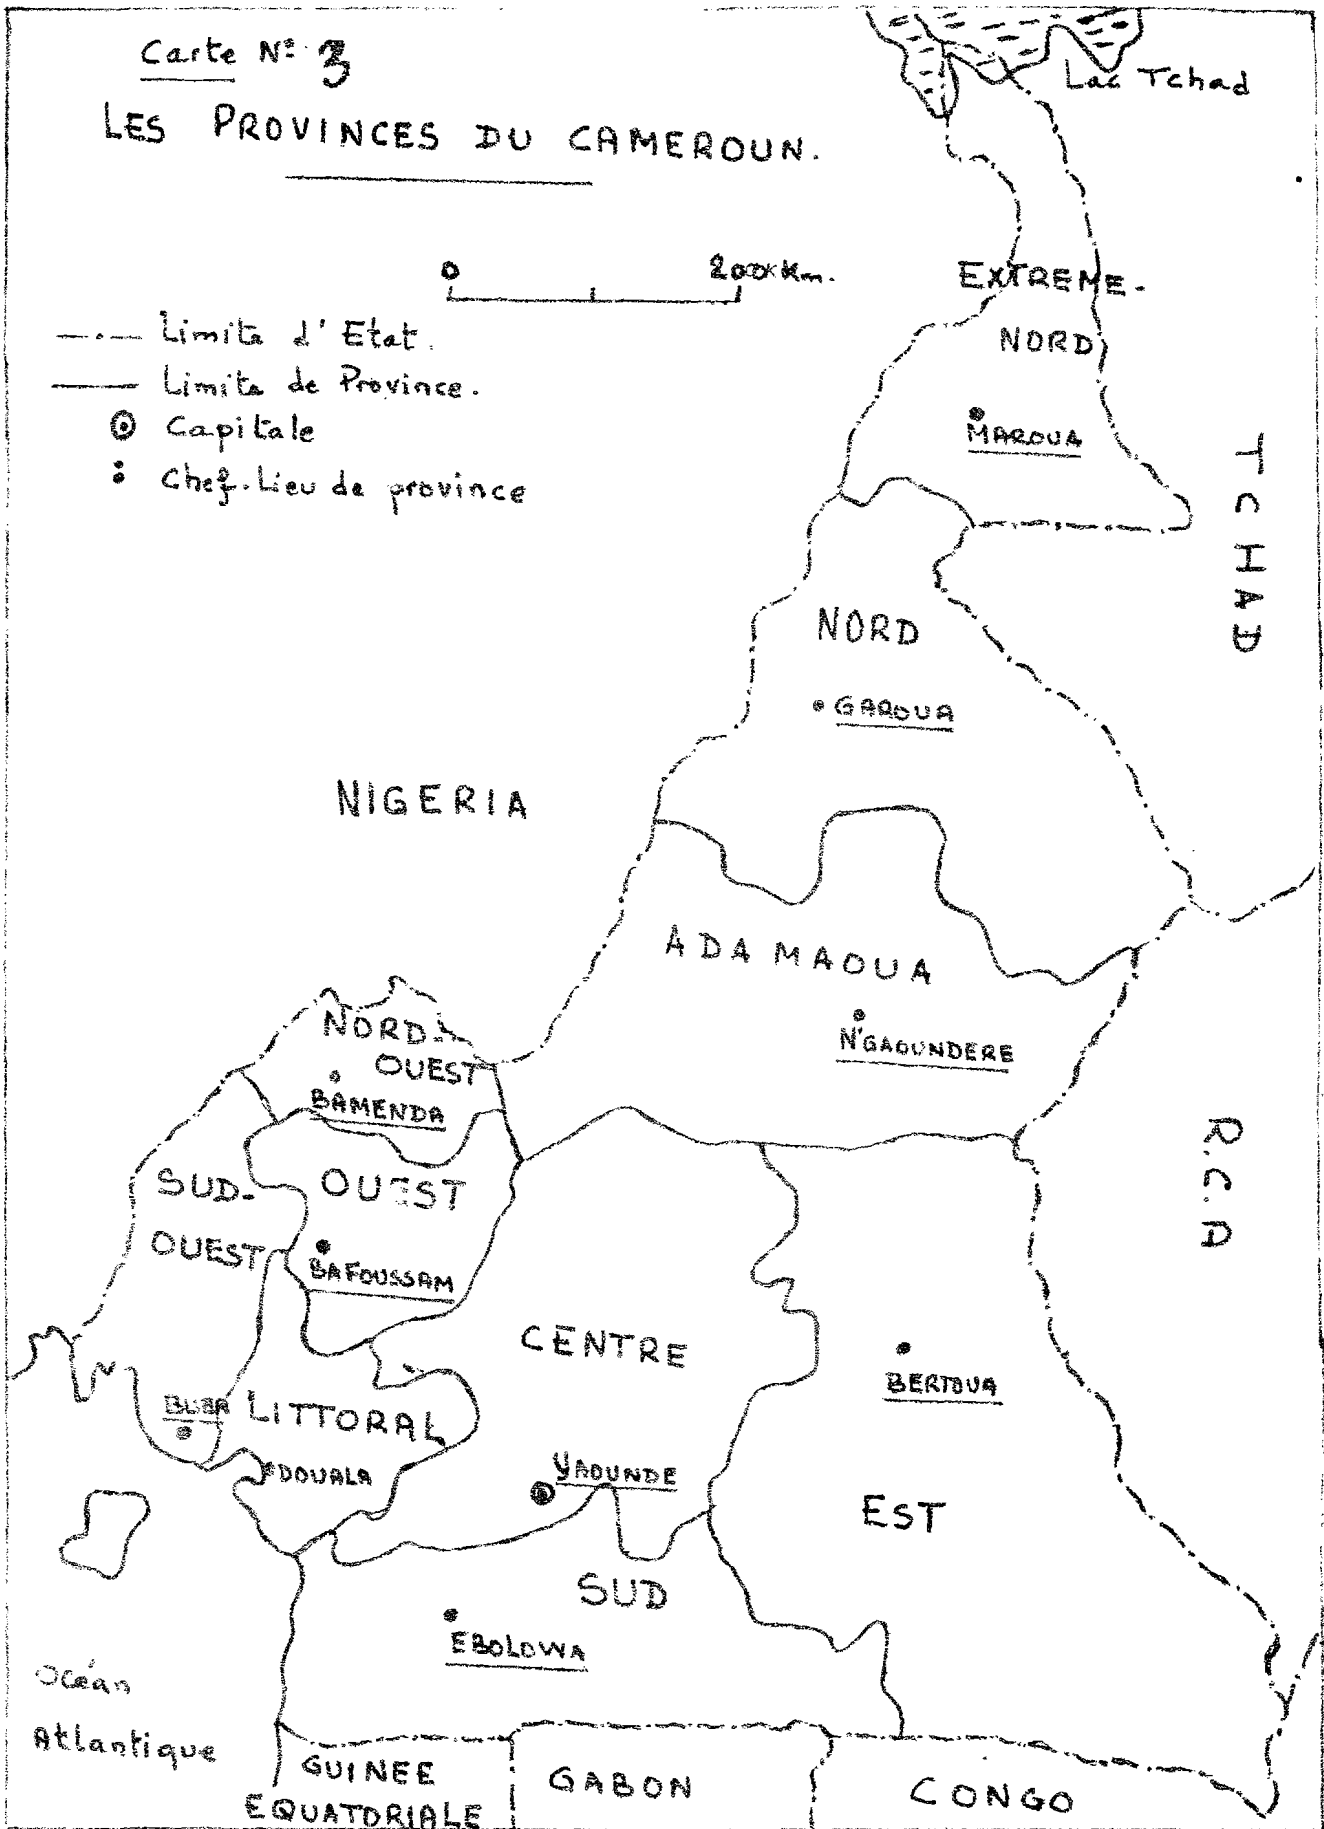 Carte N° 3
LES PROVINCES DU CAMEROUN.
Lac Tchad
0
Limite d'Etat.
Limite de Province.
Capitale
Chef.Lieu de province
EXTREME-
NORD
MAROUA
TCHAD
NORD
GAROUA
NIGERIA
ADAMAOUA
N'GAOUNDERE
NORD-
OUEST
BAMENDA
R.C.A
SUD-
OUEST
OUEST
BAFOUSSAM
CENTRE
BERTOUA
BUEA
LITTORAL
DOUALA
YAOUNDE
EST
SUD
EBOLOWA
Océan
Atlantique
GUINEE
EQUATORIALE
GABON
CONGO